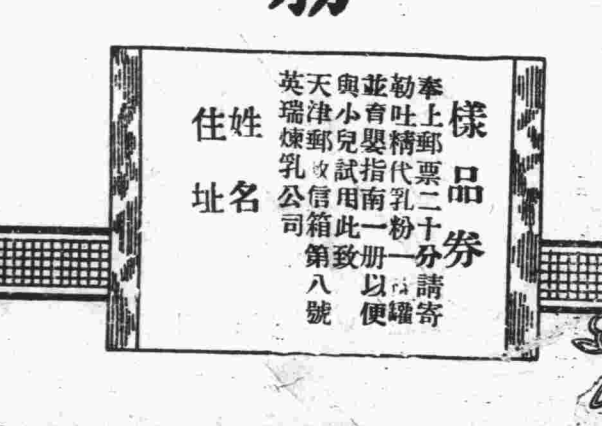 樣品券
奉上郵票二十分請寄
勒吐精代乳粉一罐
並育嬰指南一册以便
與小兒試用此致
天津郵政信箱第八號
英瑞煉乳公司
姓名
住址